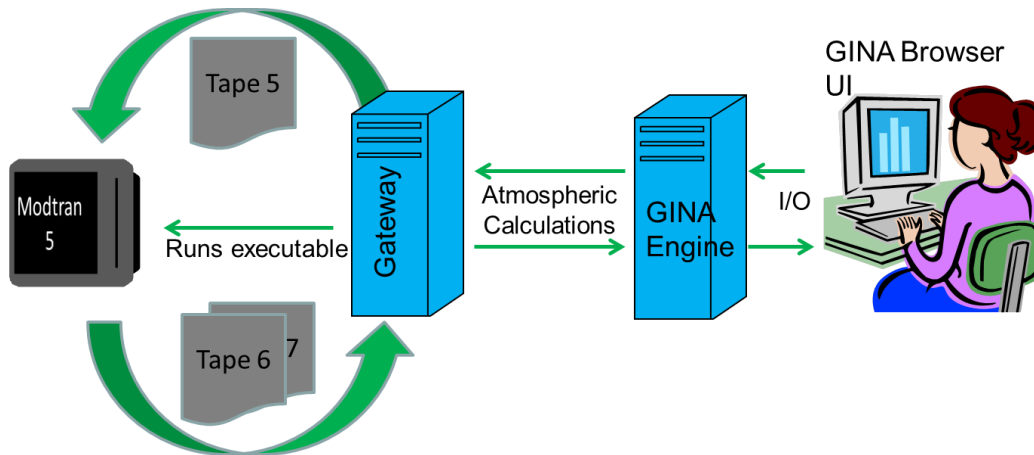 Tape 5
GINA Browser
UI
Modtran
5
Runs executable
Gateway
Atmospheric
Calculations
GINA
Engine
I/O
Tape 6
7